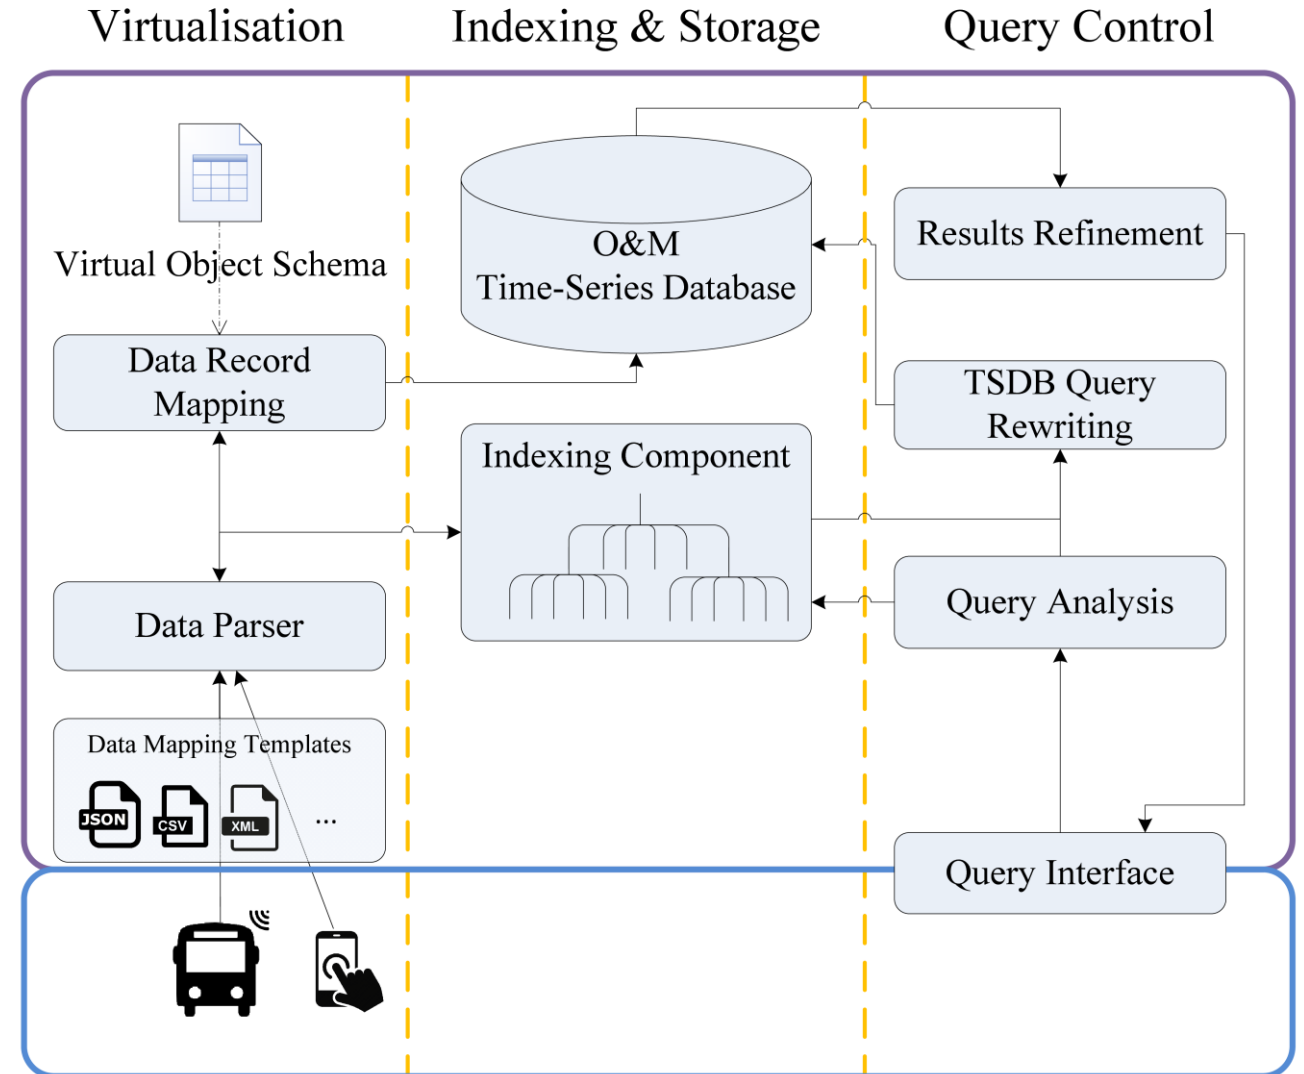 Virtualisation
Indexing & Storage
Query Control
Virtual Object Schema
Data Record
Mapping
Data Parser
Data Mapping Templates
JSON
CSV
XML
...
O&M
Time-Series Database
Indexing Component
Results Refinement
TSDB Query
Rewriting
Query Analysis
Query Interface